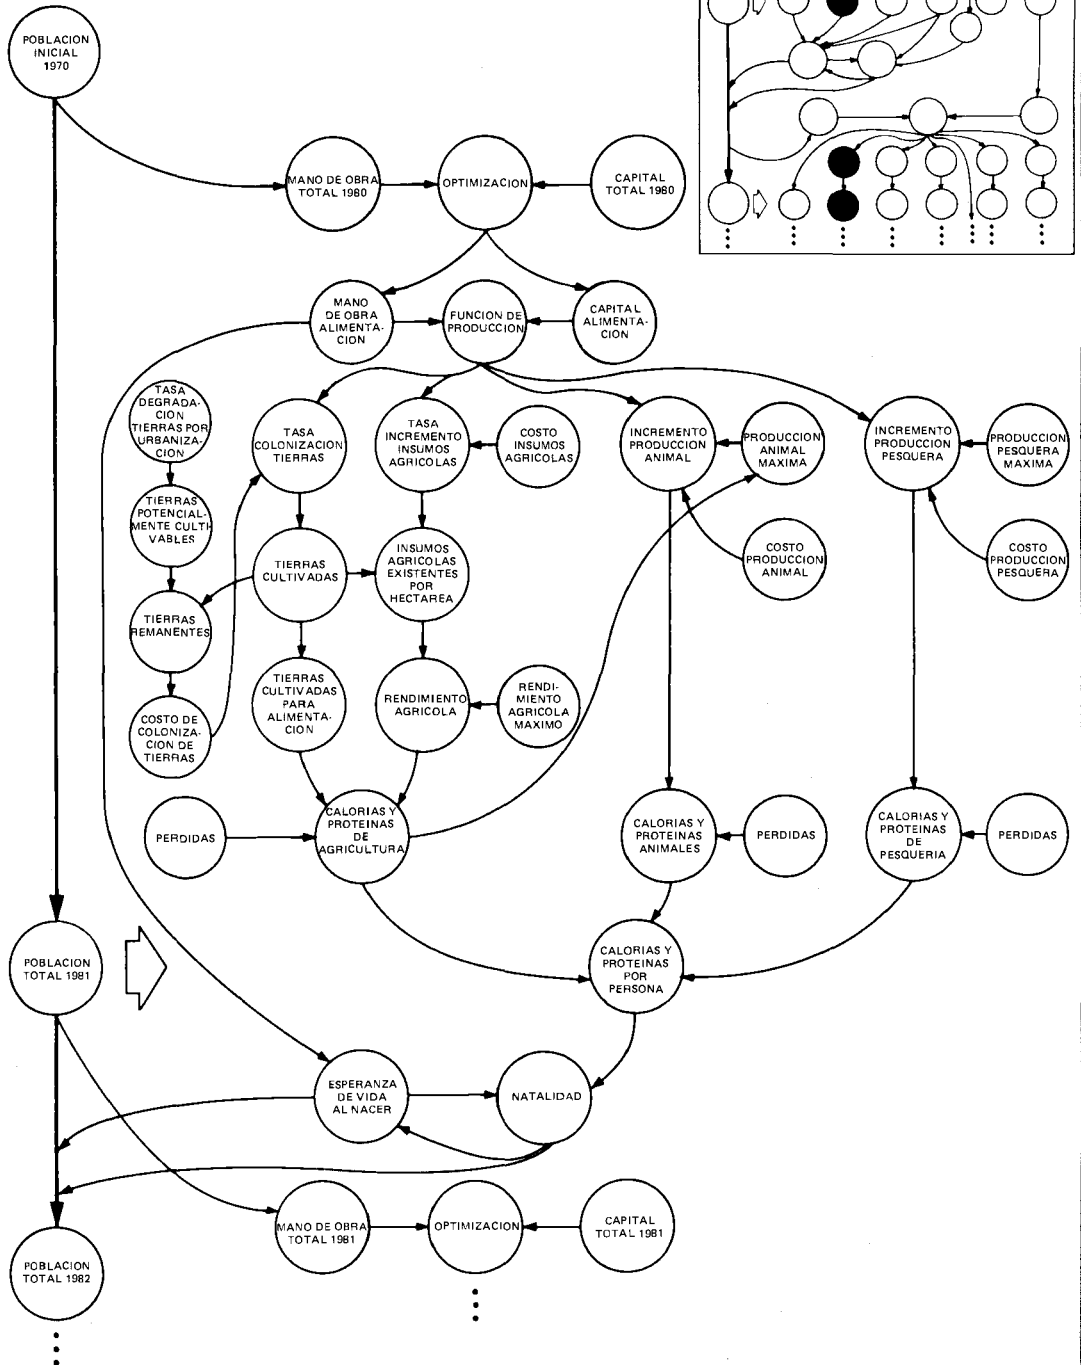 POBLACION
INICIAL
1970
MANO DE OBRA
TOTAL 1980
OPTIMIZACION
CAPITAL
TOTAL 1980
MANO
DE OBRA
ALIMENTA-
CION
FUNCION DE
PRODUCCION
CAPITAL
ALIMENTA-
CION
TASA
DEGRADA-
CION
TIERRAS POR
URBANIZA-
CION
TASA
COLONIZACION
TIERRAS
TASA
INCREMENTO
INSUMOS
AGRICOLAS
COSTO
INSUMOS
AGRICOLAS
INCREMENTO
PRODUCCION
ANIMAL
PRODUCCION
ANIMAL
MAXIMA
INCREMENTO
PRODUCCION
PESQUERA
PRODUCCION
PESQUERA
MAXIMA
TIERRAS
POTENCIAL-
MENTE CULTI
VABLES
TIERRAS
CULTIVADAS
INSUMOS
AGRICOLAS
EXISTENTES
POR
HECTAREA
COSTO
PRODUCCION
ANIMAL
COSTO
PRODUCCION
PESQUERA
TIERRAS
REMANENTES
TIERRAS
CULTIVADAS
PARA
ALIMENTA-
CION
RENDIMIENTO
AGRICOLA
RENDI-
MIENTO
AGRICOLA
MAXIMO
COSTO DE
COLONIZA-
CION DE
TIERRAS
PERDIDAS
CALORIAS Y
PROTEINAS
DE
AGRICULTURA
CALORIAS Y
PROTEINAS
ANIMALES
PERDIDAS
CALORIAS Y
PROTEINAS
DE
PESQUERIA
PERDIDAS
POBLACION
TOTAL 1981
CALORIAS Y
PROTEINAS
POR
PERSONA
ESPERANZA
DE VIDA
AL NACER
NATALIDAD
MANO DE OBRA
TOTAL 1981
OPTIMIZACION
CAPITAL
TOTAL 1981
POBLACION
TOTAL 1982